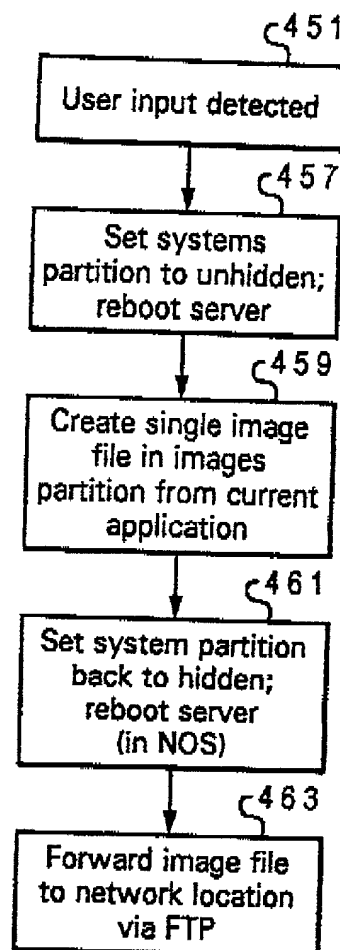 451
User input detected
457
Set systems
partition to unhidden;
reboot server
459
Create single image
file in images
partition from current
application
461
Set system partition
back to hidden;
reboot server
(in NOS)
463
Forward image file
to network location
via FTP